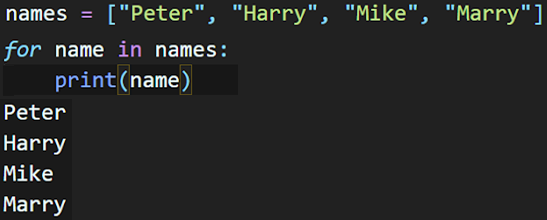 names = ["Peter", "Harry", "Mike", "Marry"]
for name in names:
    print(name)
Peter
Harry
Mike
Marry